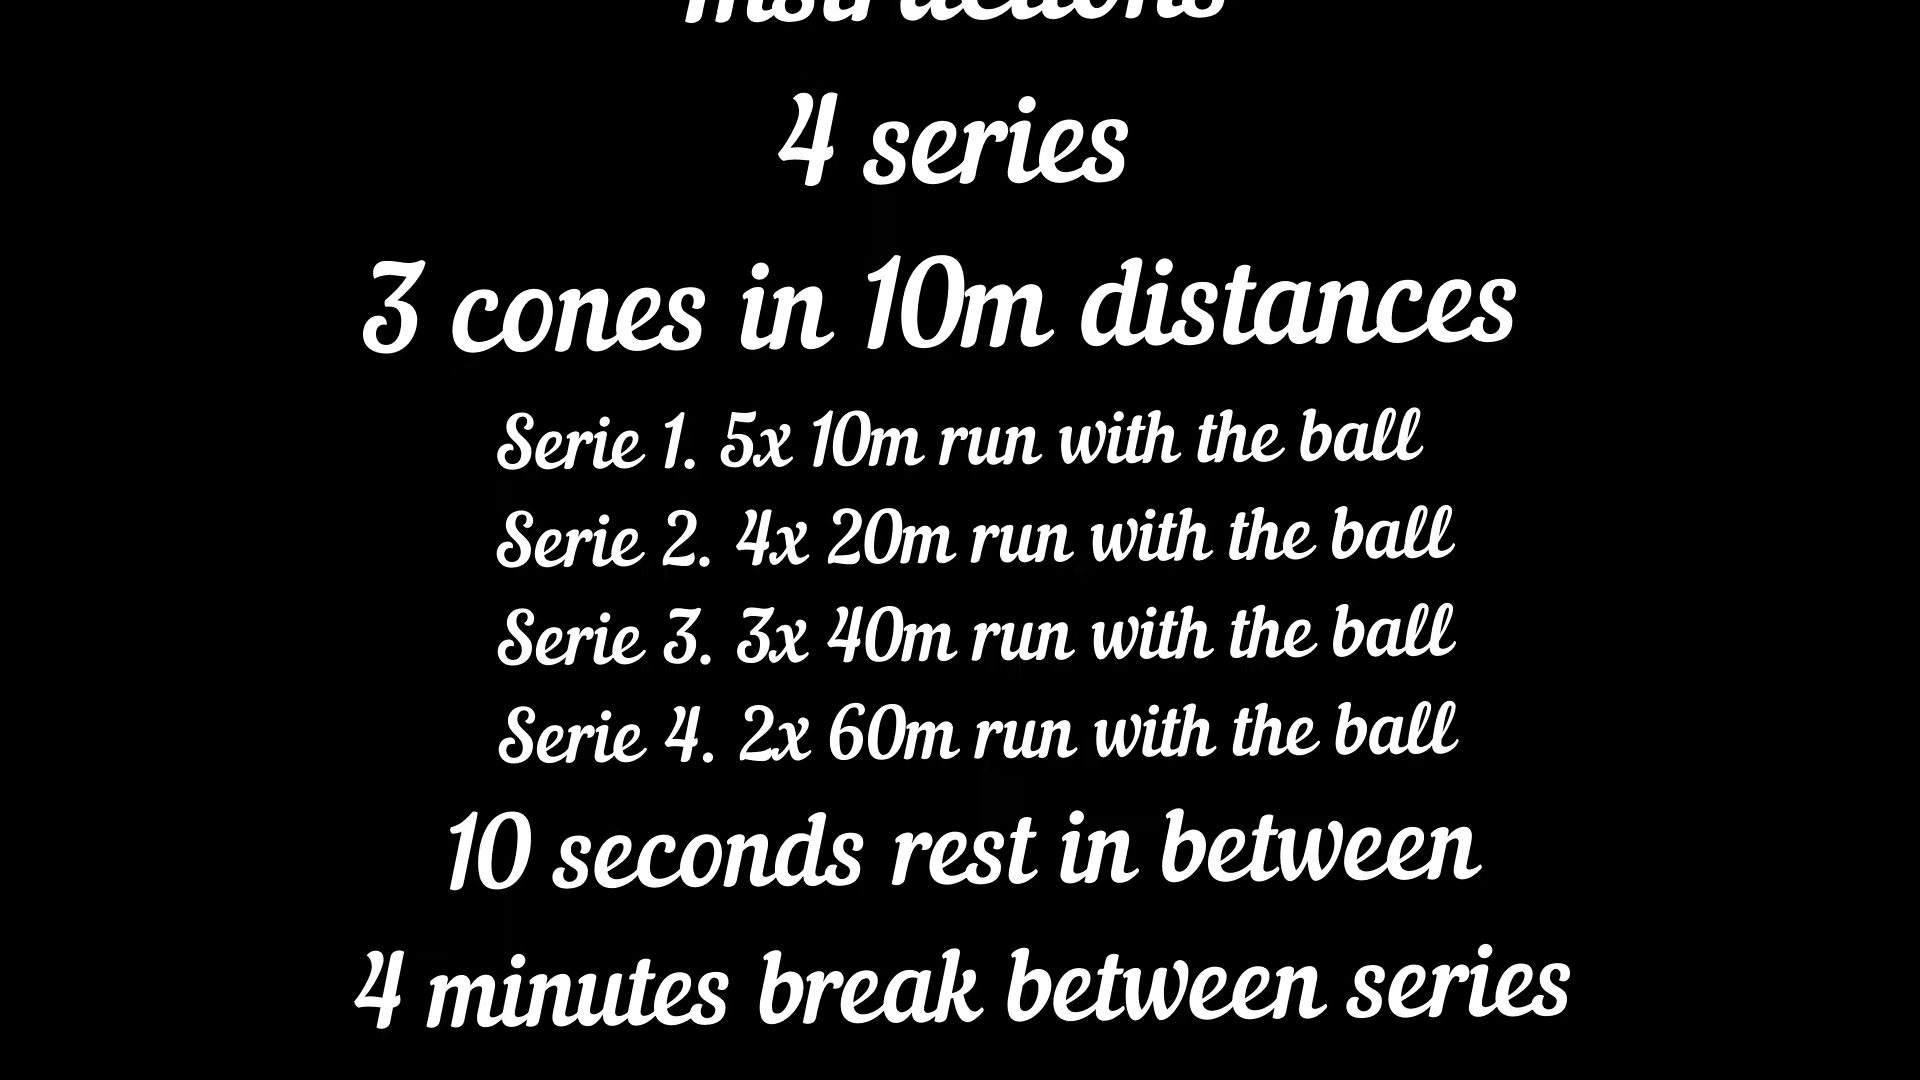 Instructions
4 series
3 cones in 10m distances
Serie 1. 5x 10m run with the ball
Serie 2. 4x 20m run with the ball
Serie 3. 3x 40m run with the ball
Serie 4. 2x 60m run with the ball
10 seconds rest in between
4 minutes break between series